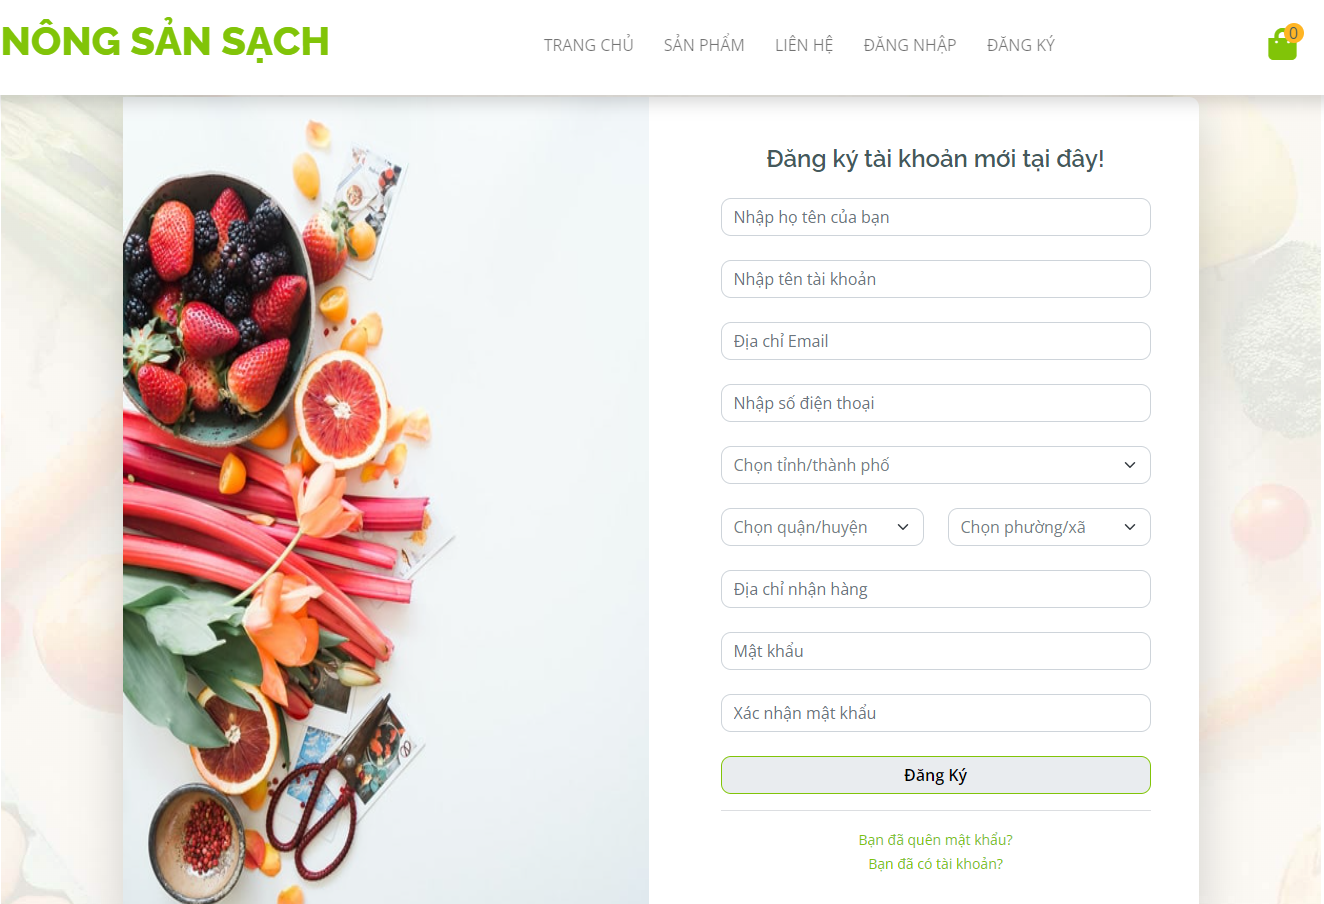 NÔNG SẢN SẠCH
TRANG CHỦ SẢN PHẨM LIÊN HỆ ĐĂNG NHẬP ĐĂNG KÝ
0
Đăng ký tài khoản mới tại đây!
Nhập họ tên của bạn
Nhập tên tài khoản
Địa chỉ Email
Nhập số điện thoại
Chọn tỉnh/thành phố
Chọn quận/huyện Chọn phường/xã
Địa chỉ nhận hàng
Mật khẩu
Xác nhận mật khẩu
Đăng Ký
Bạn đã quên mật khẩu?
Bạn đã có tài khoản?